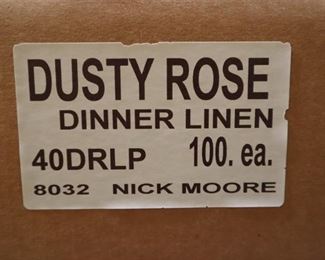 DUSTY ROSE
DINNER LINEN
40DRLP 100. ea.
8032 NICK MOORE